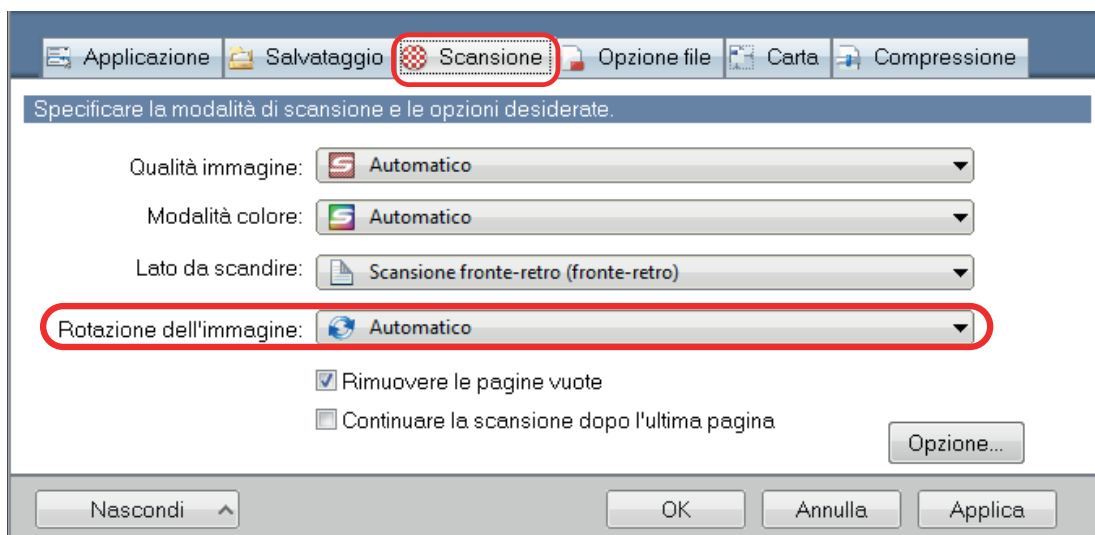 Applicazione Salvataggio Scansione Opzione file Carta Compressione
Specificare la modalità di scansione e le opzioni desiderate.
Qualità immagine: Automatico
Modalità colore: Automatico
Lato da scandire: Scansione fronte-retro (fronte-retro)
Rotazione dell'immagine: Automatico
Rimuovere le pagine vuote
Continuare la scansione dopo l'ultima pagina
Opzione...
Nascondi OK Annulla Applica